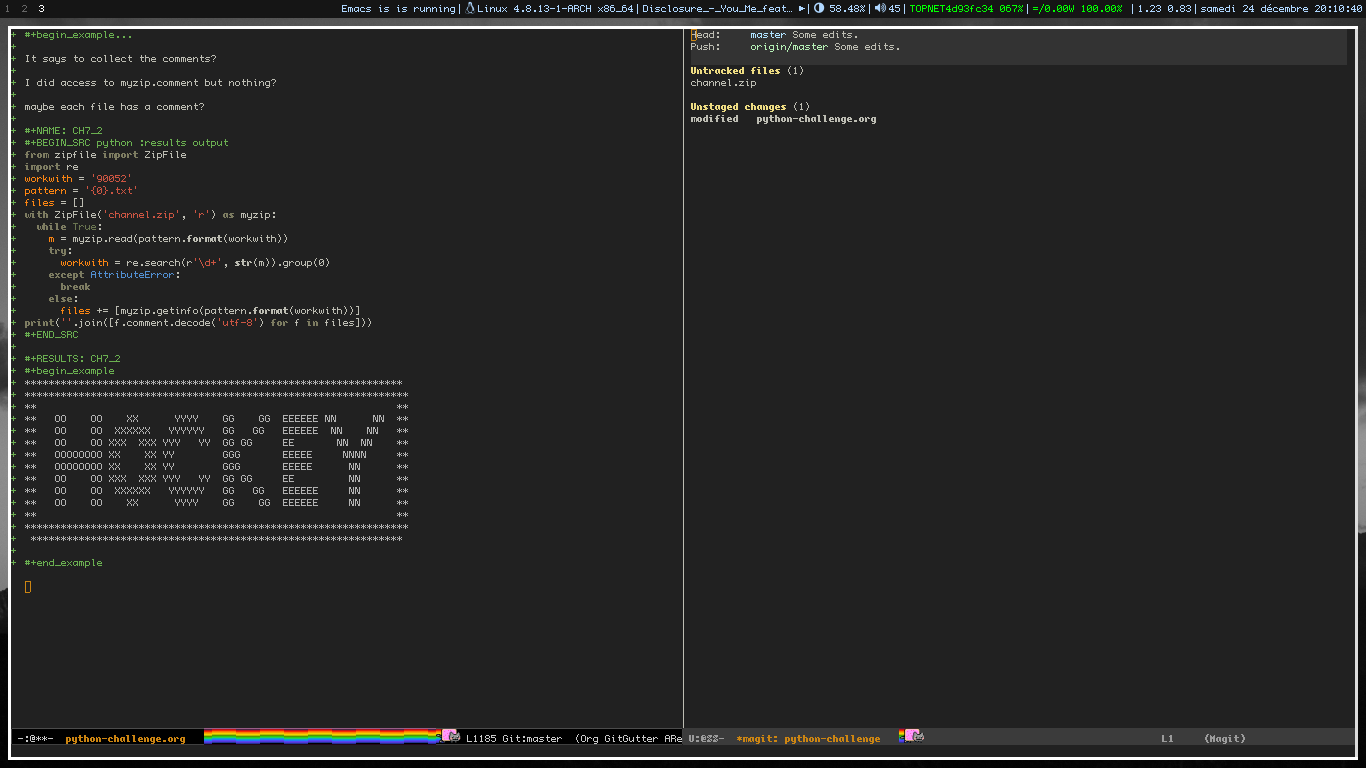 1 2 3 Emacs is is running| Linux 4.8.13-1-ARCH x86_64|Disclosure_-_You_Me_feat… ▶| 58.48%| 45| TOPNET4d93fc34 067%|=/0.00W 100.00% |1.23 0.83|samedi 24 décembre 20:10:40
+ #+begin_example...
+
+ It says to collect the comments?
+
+ I did access to myzip.comment but nothing?
+
+ maybe each file has a comment?
+
+ #+NAME: CH7_2
+ #+BEGIN_SRC python :results output
+ from zipfile import ZipFile
+ import re
+ workwith = '90052'
+ pattern = '{0}.txt'
+ files = []
+ with ZipFile('channel.zip', 'r') as myzip:
+   while True:
+     m = myzip.read(pattern.format(workwith))
+     try:
+       workwith = re.search(r'\d+', str(m)).group(0)
+     except AttributeError:
+       break
+     else:
+       files += [myzip.getinfo(pattern.format(workwith))]
+ print(''.join([f.comment.decode('utf-8') for f in files]))
+ #+END_SRC
+
+ #+RESULTS: CH7_2
+ #+begin_example
+ ***************************************************************
+ ****************************************************************
+ **                                                            **
+ **   OO    OO    XX      YYYY    GG    GG  EEEEEE NN      NN  **
+ **   OO    OO  XXXXXX   YYYYYY   GG   GG   EEEEEE  NN    NN   **
+ **   OO    OO XXX  XXX YYY   YY  GG GG     EE       NN  NN    **
+ **   OOOOOOOO XX    XX YY        GGG       EEEEE     NNNN     **
+ **   OOOOOOOO XX    XX YY        GGG       EEEEE      NN      **
+ **   OO    OO XXX  XXX YYY   YY  GG GG     EE         NN      **
+ **   OO    OO  XXXXXX   YYYYYY   GG   GG   EEEEEE     NN      **
+ **   OO    OO    XX      YYYY    GG    GG  EEEEEE     NN      **
+ **                                                            **
+ ****************************************************************
+  **************************************************************
+
+ #+end_example
-:@**-  python-challenge.org L1185 Git:master  (Org GitGutter ARe
Head:     master Some edits.
Push:     origin/master Some edits.
Untracked files (1)
channel.zip
Unstaged changes (1)
modified   python-challenge.org
U:@%%-  *magit: python-challenge L1     (Magit)